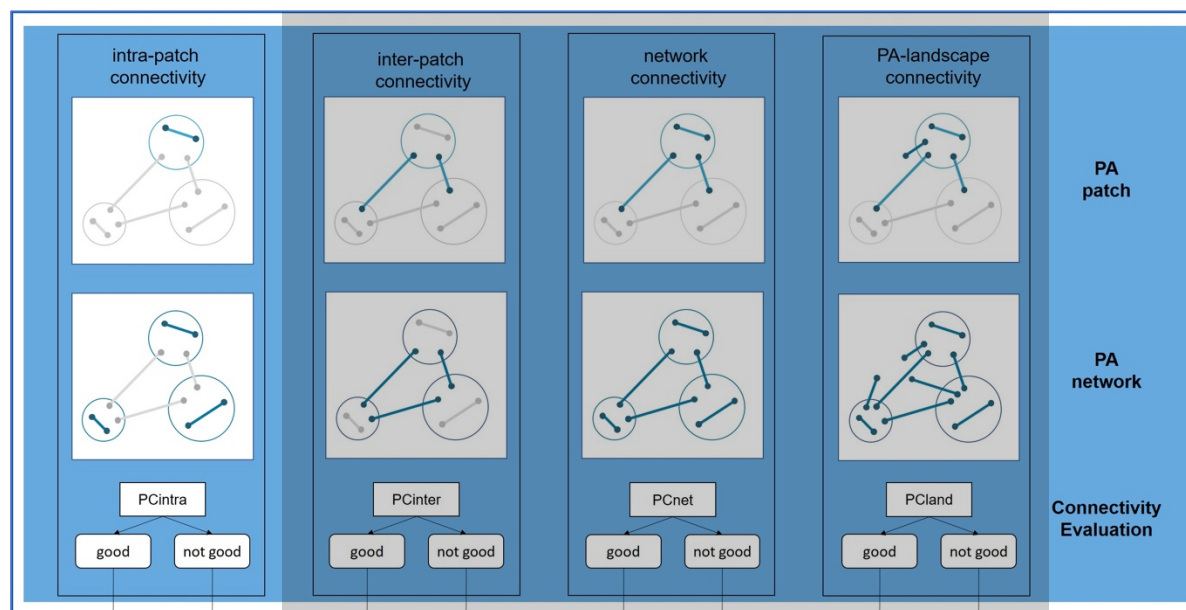 intra-patch
connectivity
inter-patch
connectivity
network
connectivity
PA-landscape
connectivity
PA
patch
PA
network
PCintra
PCinter
PCnet
PCland
Connectivity
Evaluation
good
not good
good
not good
good
not good
good
not good